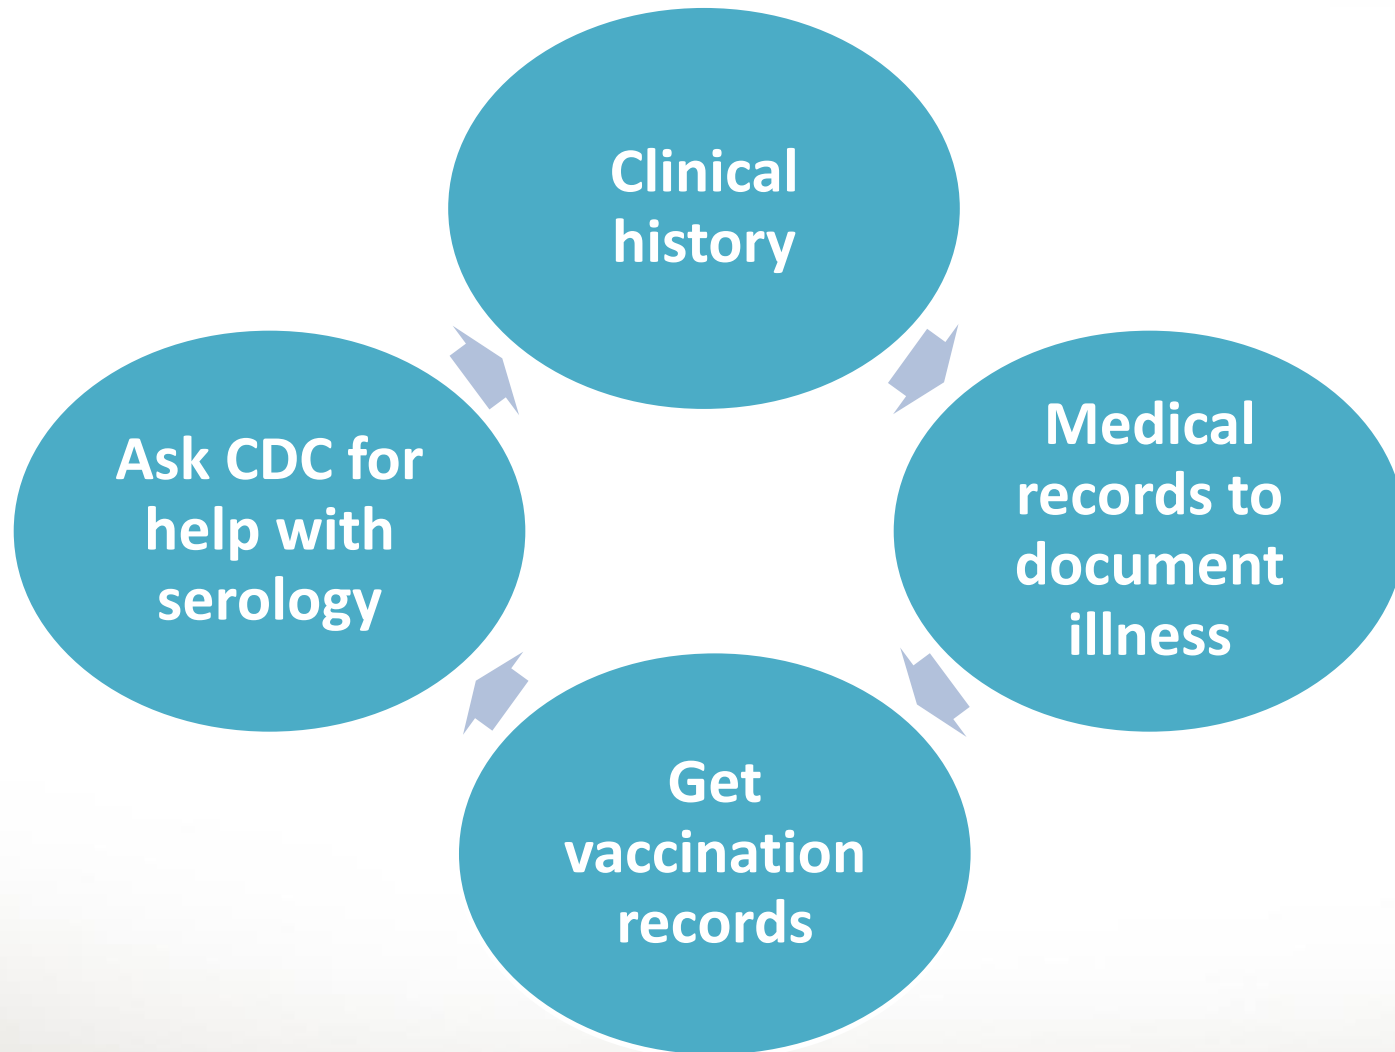 Clinical
history
Medical
records to
document
illness
Get
vaccination
records
Ask CDC for
help with
serology